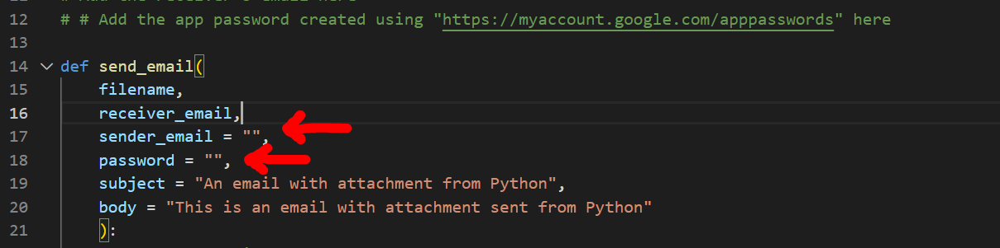 12 # # Add the app password created using "https://myaccount.google.com/apppasswords" here
13
14 def send_email(
15 filename,
16 receiver_email,
17 sender_email = "",
18 password = "",
19 subject = "An email with attachment from Python",
20 body = "This is an email with attachment sent from Python"
21 ):